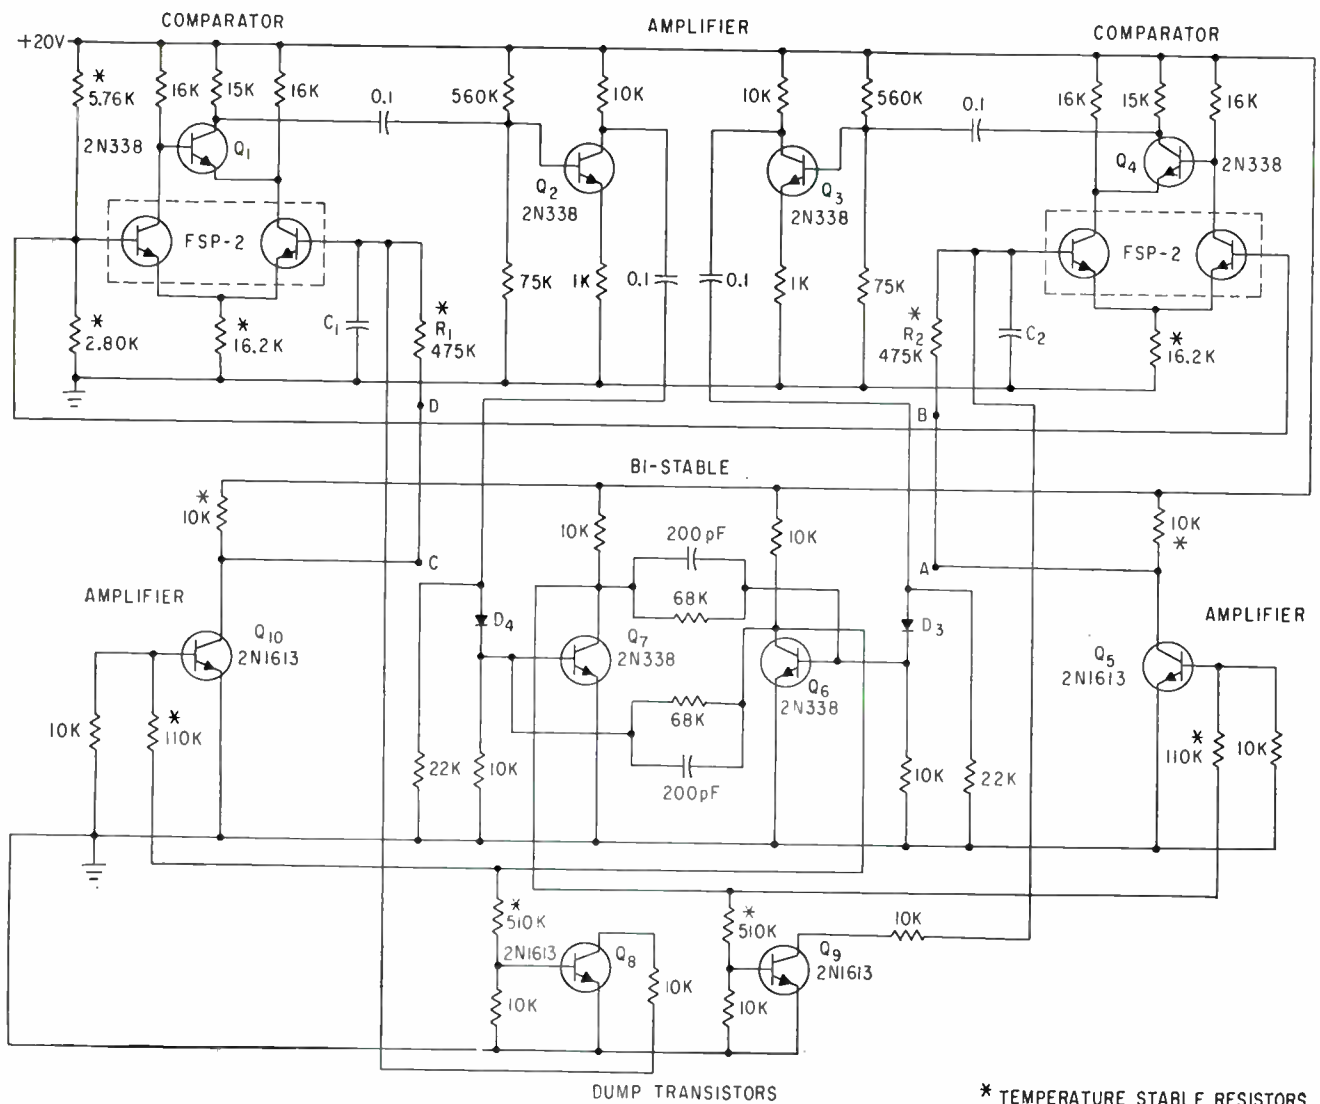 COMPARATOR
AMPLIFIER
COMPARATOR
+20V
*
5.76K
16K
15K
16K
0.1
560K
10K
10K
560K
0.1
16K
15K
16K
2N338
Q1
Q2
2N338
Q3
2N338
Q4
2N338
FSP-2
FSP-2
*
2.80K
*
16.2K
C1
*
R1
475K
75K
1K
0.1
0.1
1K
75K
*
R2
475K
C2
*
16.2K
D
B
BI-STABLE
*
10K
10K
200pF
10K
10K
*
C
A
AMPLIFIER
68K
D4
D3
AMPLIFIER
Q10
2N1613
Q7
2N338
Q6
2N338
Q5
2N1613
10K
*
110K
68K
22K
10K
200pF
10K
22K
*
110K
10K
*
510K
2N1613
Q8
10K
10K
*
510K
Q9
2N1613
10K
10K
DUMP TRANSISTORS
* TEMPERATURE STABLE RESISTORS